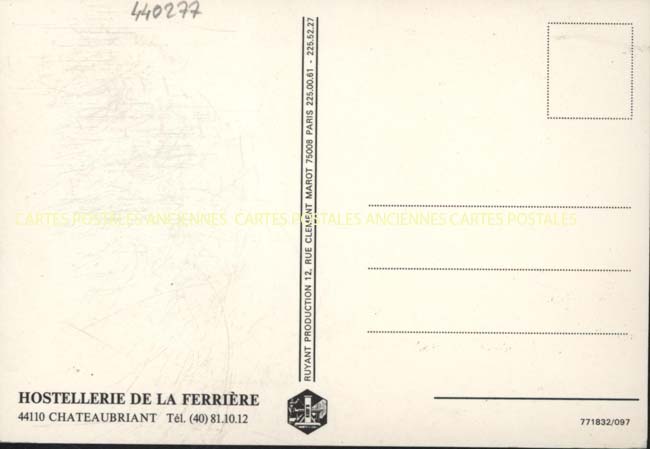 440277
RUYANT PRODUCTION 12, RUE CLEMENT MAROT 75008 PARIS 225.00.61 - 225.52.27
CARTES POSTALES ANCIENNES CARTES POSTALES ANCIENNES CARTES POSTALES
HOSTELLERIE DE LA FERRIÈRE
44110 CHATEAUBRIANT Tél. (40) 81.10.12
771832/097